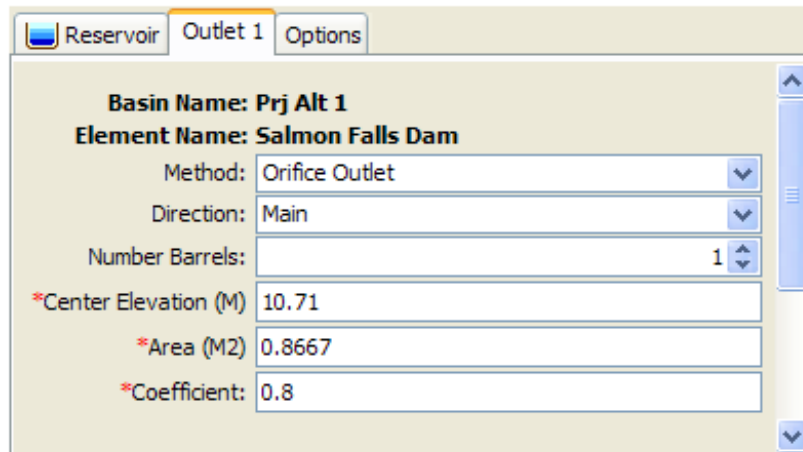 Reservoir Outlet 1 Options
Basin Name: Prj Alt 1
Element Name: Salmon Falls Dam
Method: Orifice Outlet
Direction: Main
Number Barrels: 1
*Center Elevation (M) 10.71
*Area (M2) 0.8667
*Coefficient: 0.8